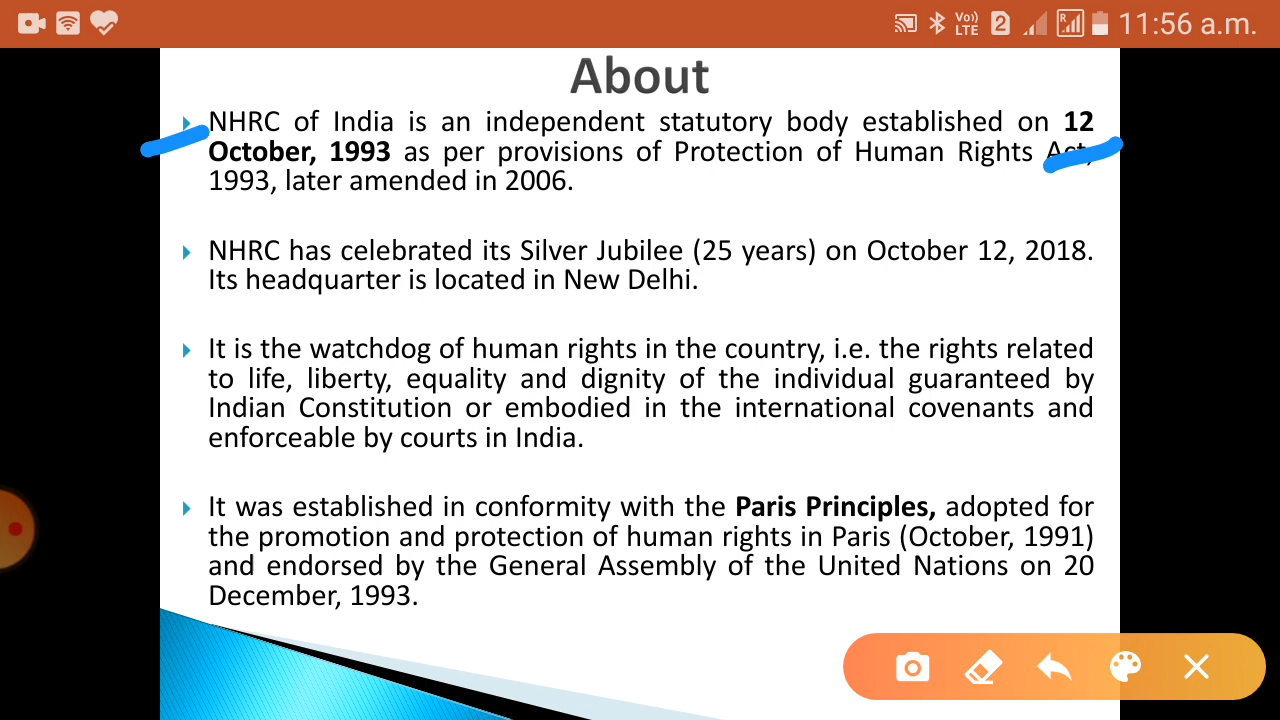 Vo))
LTE
2
R
11:56 a.m.
About
NHRC of India is an independent statutory body established on 12
October, 1993 as per provisions of Protection of Human Rights Act,
1993, later amended in 2006.
NHRC has celebrated its Silver Jubilee (25 years) on October 12, 2018.
Its headquarter is located in New Delhi.
It is the watchdog of human rights in the country, i.e. the rights related
to life, liberty, equality and dignity of the individual guaranteed by
Indian Constitution or embodied in the international covenants and
enforceable by courts in India.
It was established in conformity with the Paris Principles, adopted for
the promotion and protection of human rights in Paris (October, 1991)
and endorsed by the General Assembly of the United Nations on 20
December, 1993.